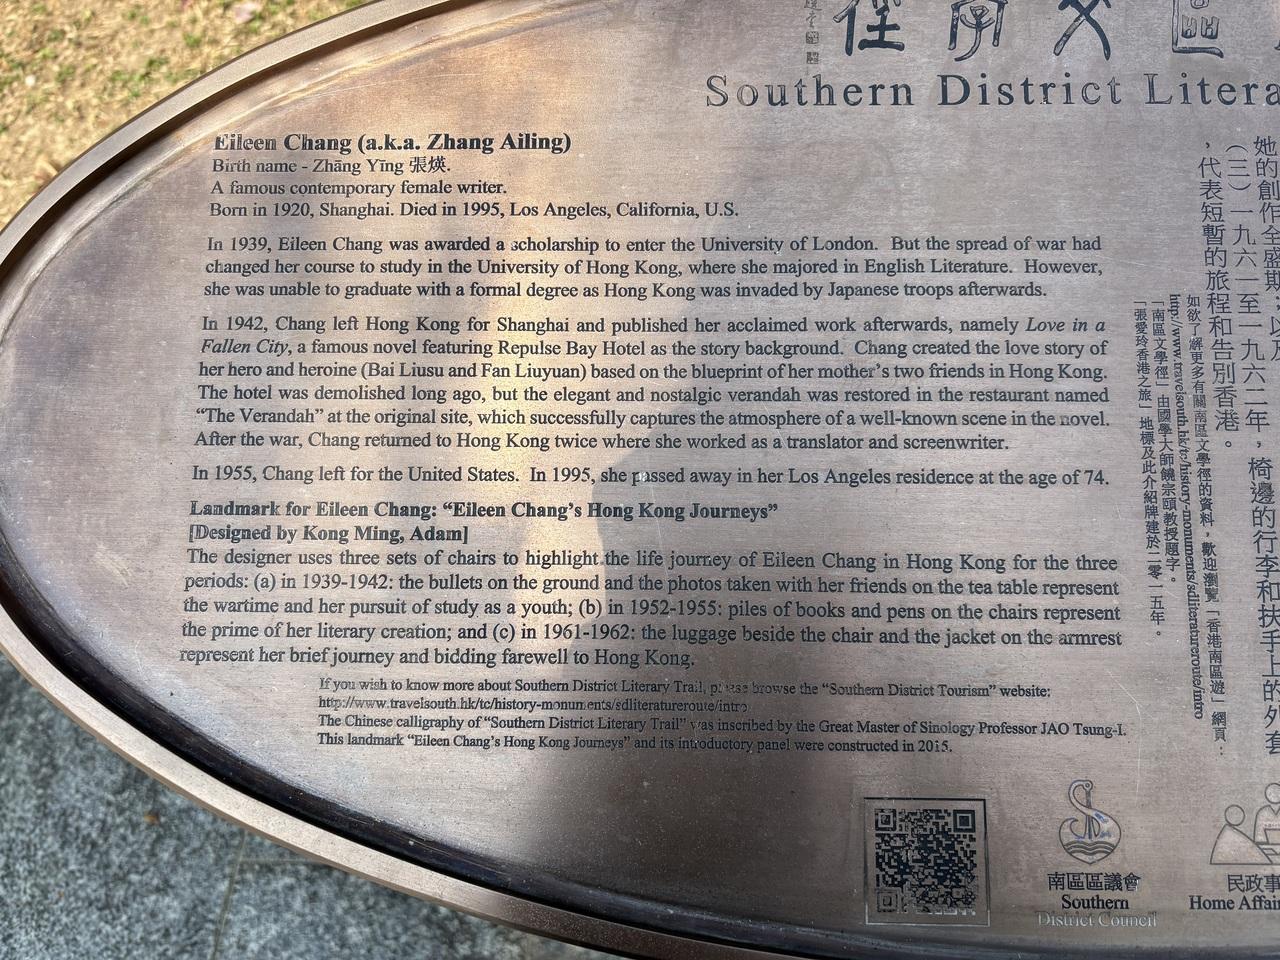 徑 學 文 區
Southern District Litera
Eileen Chang (a.k.a. Zhang Ailing)
Birth name - Zhāng Yīng 張煐.
A famous contemporary female writer.
Born in 1920, Shanghai. Died in 1995, Los Angeles, California, U.S.
In 1939, Eileen Chang was awarded a scholarship to enter the University of London. But the spread of war had
changed her course to study in the University of Hong Kong, where she majored in English Literature. However,
she was unable to graduate with a formal degree as Hong Kong was invaded by Japanese troops afterwards.
In 1942, Chang left Hong Kong for Shanghai and published her acclaimed work afterwards, namely Love in a
Fallen City, a famous novel featuring Repulse Bay Hotel as the story background. Chang created the love story of
her hero and heroine (Bai Liusu and Fan Liuyuan) based on the blueprint of her mother's two friends in Hong Kong.
The hotel was demolished long ago, but the elegant and nostalgic verandah was restored in the restaurant named
“The Verandah” at the original site, which successfully captures the atmosphere of a well-known scene in the novel.
After the war, Chang returned to Hong Kong twice where she worked as a translator and screenwriter.
In 1955, Chang left for the United States. In 1995, she passed away in her Los Angeles residence at the age of 74.
Landmark for Eileen Chang: “Eileen Chang's Hong Kong Journeys”
[Designed by Kong Ming, Adam]
The designer uses three sets of chairs to highlight the life journey of Eileen Chang in Hong Kong for the three
periods: (a) in 1939-1942: the bullets on the ground and the photos taken with her friends on the tea table represent
the wartime and her pursuit of study as a youth; (b) in 1952-1955: piles of books and pens on the chairs represent
the prime of her literary creation; and (c) in 1961-1962: the luggage beside the chair and the jacket on the armrest
represent her brief journey and bidding farewell to Hong Kong.
If you wish to know more about Southern District Literary Trail, please browse the “Southern District Tourism” website:
http://www.travelsouth.hk/tc/history-monuments/sdliteratureroute/intro
The Chinese calligraphy of “Southern District Literary Trail” was inscribed by the Great Master of Sinology Professor JAO Tsung-I.
This landmark “Eileen Chang's Hong Kong Journeys” and its introductory panel were constructed in 2015.
她的創作全盛期；以及
（三）一九六一至一九六二年，椅邊的行李和扶手上的外套
，代表短暫的旅程和告別香港。
如欲了解更多有關南區文學徑的資料，歡迎瀏覽「香港南區遊」網頁：
http://www.travelsouth.hk/tc/history-monuments/sdliteratureroute/intro
「南區文學徑」由國學大師饒宗頤教授題字。
「張愛玲香港之旅」地標及此介紹牌建於二零一五年。
南區區議會
Southern
District Council
民政事
Home Affair